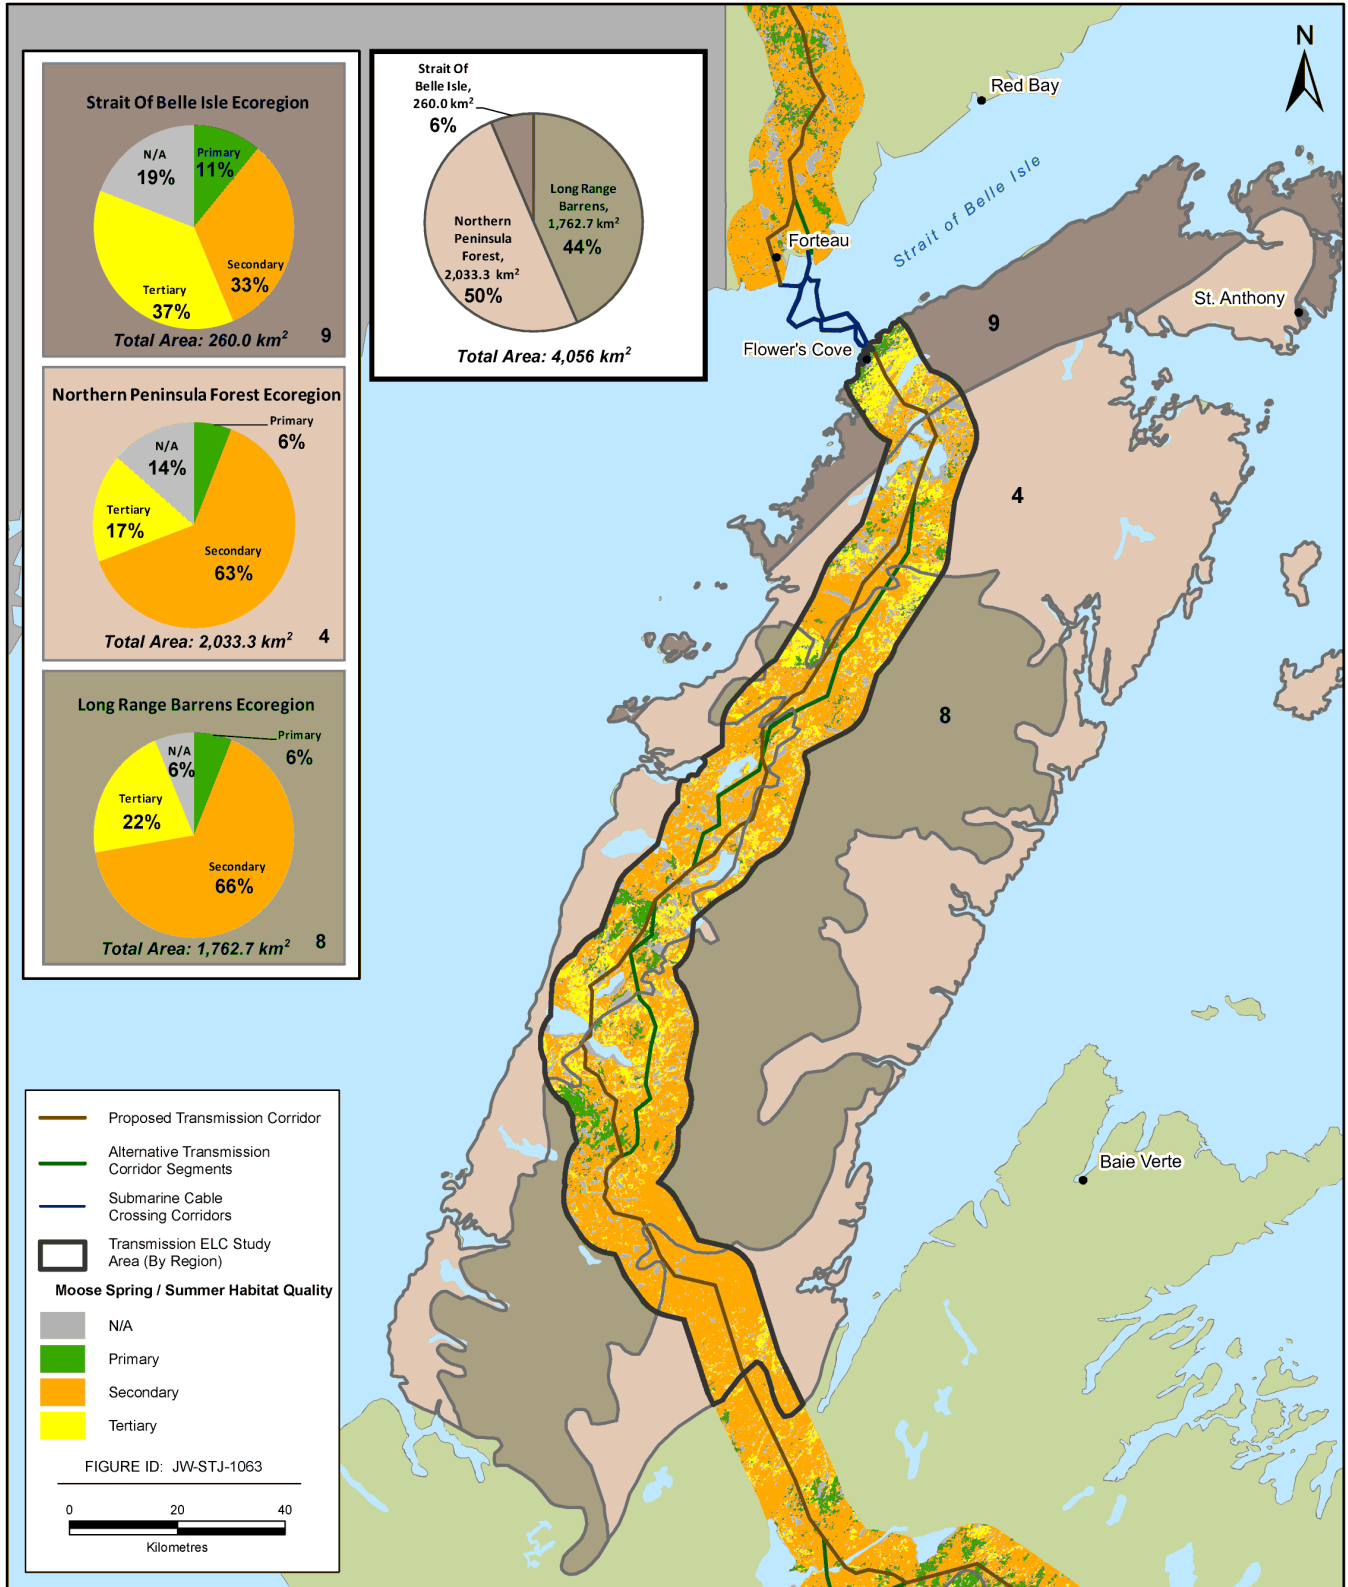 Strait Of Belle Isle Ecoregion
N/A
19%
Primary
11%
Secondary
33%
Tertiary
37%
Total Area: 260.0 km²
9
Northern Peninsula Forest Ecoregion
Primary
6%
N/A
14%
Tertiary
17%
Secondary
63%
Total Area: 2,033.3 km²
4
Long Range Barrens Ecoregion
Primary
6%
N/A
6%
Tertiary
22%
Secondary
66%
Total Area: 1,762.7 km²
8
Strait Of
Belle Isle,
260.0 km²
6%
Long Range
Barrens,
1,762.7 km²
44%
Northern
Peninsula
Forest,
2,033.3 km²
50%
Total Area: 4,056 km²
N
Red Bay
Strait of Belle Isle
Forteau
St. Anthony
Flower's Cove
9
4
8
Baie Verte
Proposed Transmission Corridor
Alternative Transmission
Corridor Segments
Submarine Cable
Crossing Corridors
Transmission ELC Study
Area (By Region)
Moose Spring / Summer Habitat Quality
N/A
Primary
Secondary
Tertiary
FIGURE ID: JW-STJ-1063
0 20 40
Kilometres